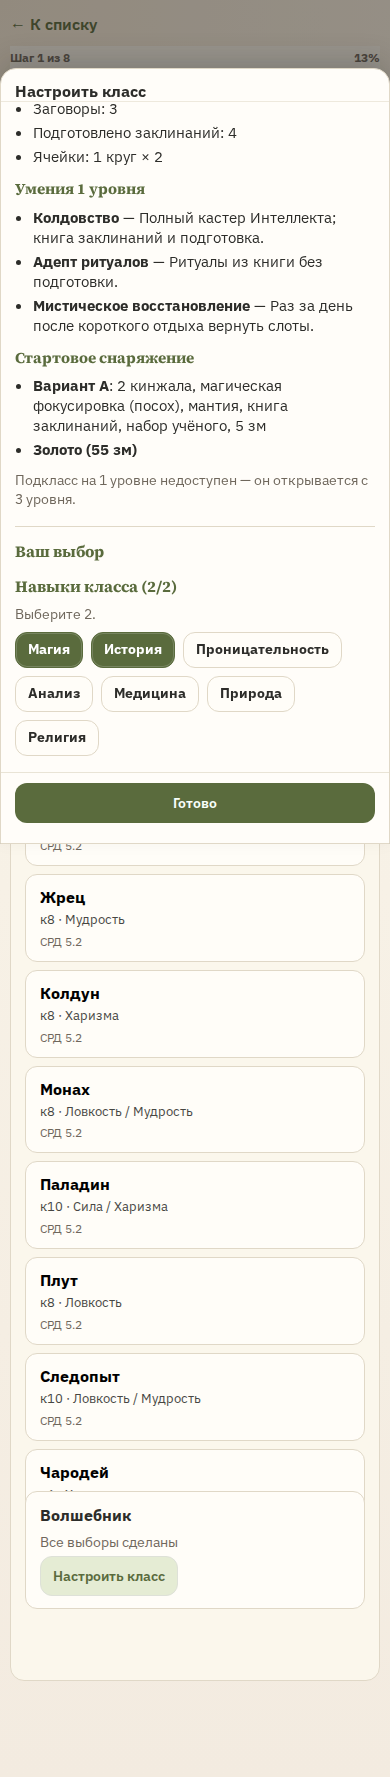 ← К списку
Шаг 1 из 8
13%
Настроить класс
• Заговоры: 3
• Подготовлено заклинаний: 4
• Ячейки: 1 круг × 2
Умения 1 уровня
• Колдовство — Полный кастер Интеллекта;
книга заклинаний и подготовка.
• Адепт ритуалов — Ритуалы из книги без
подготовки.
• Мистическое восстановление — Раз за день
после короткого отдыха вернуть слоты.
Стартовое снаряжение
• Вариант A: 2 кинжала, магическая
фокусировка (посох), мантия, книга
заклинаний, набор учёного, 5 зм
• Золото (55 зм)
Подкласс на 1 уровне недоступен — он открывается с
3 уровня.
Ваш выбор
Навыки класса (2/2)
Выберите 2.
Магия
История
Проницательность
Анализ
Медицина
Природа
Религия
Готово
СРД 5.2
Жрец
к8 · Мудрость
СРД 5.2
Колдун
к8 · Харизма
СРД 5.2
Монах
к8 · Ловкость / Мудрость
СРД 5.2
Паладин
к10 · Сила / Харизма
СРД 5.2
Плут
к8 · Ловкость
СРД 5.2
Следопыт
к10 · Ловкость / Мудрость
СРД 5.2
Чародей
Волшебник
Все выборы сделаны
Настроить класс